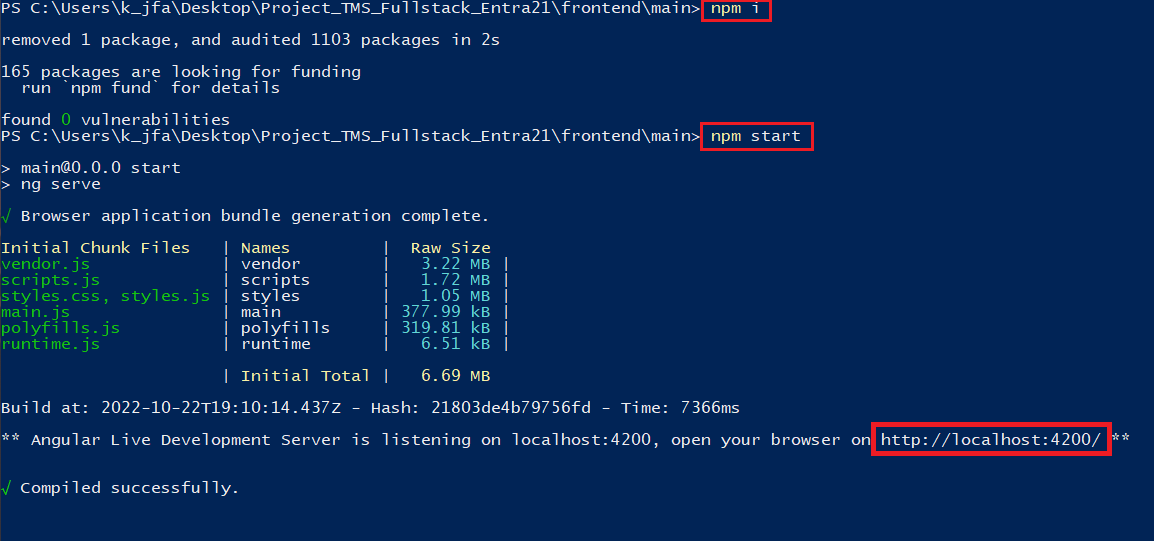 PS C:\Users\k_jfa\Desktop\Project_TMS_Fullstack_Entra21\frontend\main> npm i
removed 1 package, and audited 1103 packages in 2s
165 packages are looking for funding
run `npm fund` for details
found 0 vulnerabilities
PS C:\Users\k_jfa\Desktop\Project_TMS_Fullstack_Entra21\frontend\main> npm start
> main@0.0.0 start
> ng serve
√ Browser application bundle generation complete.
Initial Chunk Files | Names | Raw Size
vendor.js | vendor | 3.22 MB |
scripts.js | scripts | 1.72 MB |
styles.css, styles.js | styles | 1.05 MB |
main.js | main | 377.99 kB |
polyfills.js | polyfills | 319.81 kB |
runtime.js | runtime | 6.51 kB |
| Initial Total | 6.69 MB
Build at: 2022-10-22T19:10:14.437Z - Hash: 21803de4b79756fd - Time: 7366ms
** Angular Live Development Server is listening on localhost:4200, open your browser on http://localhost:4200/ **
√ Compiled successfully.